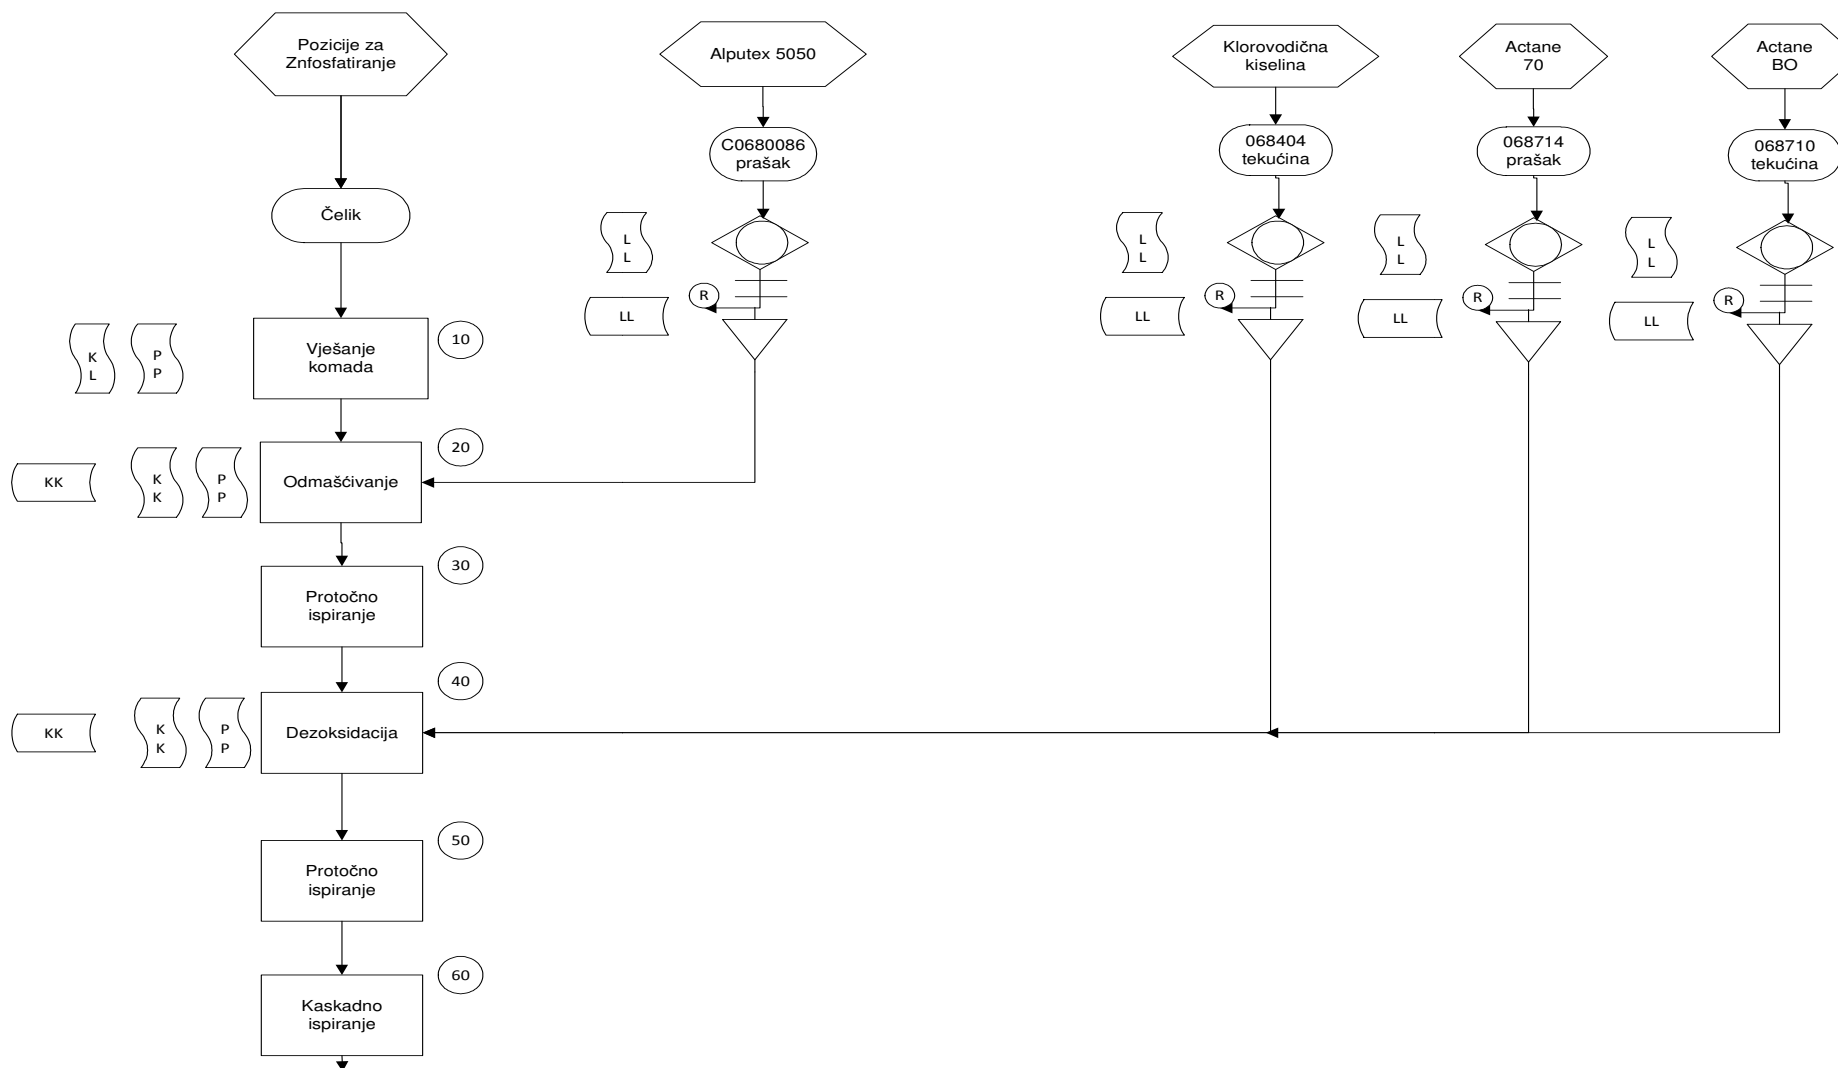 Pozicije za
Znfosfatiranje
Alputex 5050
Klorovodična
kiselina
Actane
70
Actane
BO
C0680086
prašak
068404
tekućina
068714
prašak
068710
tekućina
Čelik
L
L
L
L
L
L
L
L
R
R
R
R
LL
LL
LL
LL
10
Vješanje
komada
K
L
P
P
20
Odmašćivanje
KK
K
K
P
P
30
Protočno
ispiranje
40
Dezoksidacija
KK
K
K
P
P
50
Protočno
ispiranje
60
Kaskadno
ispiranje